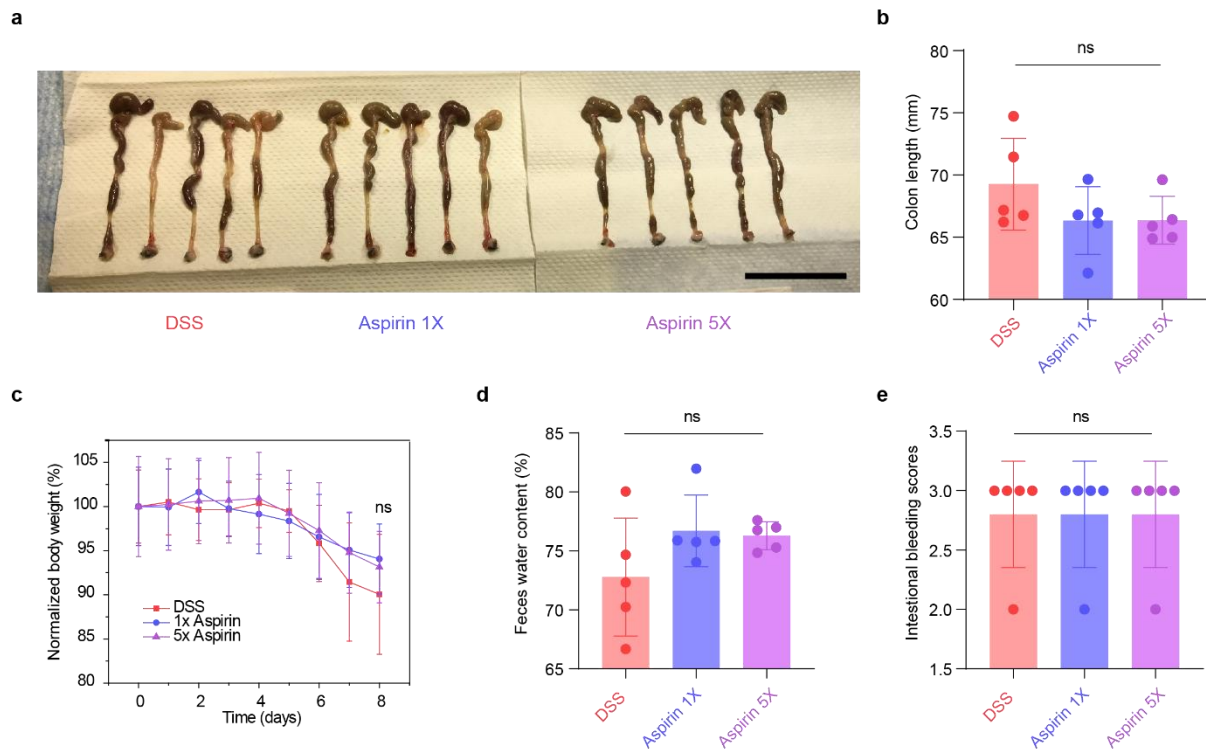 a
DSS
Aspirin 1X
Aspirin 5X
b
Colon length (mm)
80
75
70
65
60
ns
DSS
Aspirin 1X
Aspirin 5X
c
Normalized body weight (%)
105
100
95
90
85
80
ns
DSS
1x Aspirin
5x Aspirin
0
2
4
6
8
Time (days)
d
Feces water content (%)
85
80
75
70
65
ns
DSS
Aspirin 1X
Aspirin 5X
e
Intestional bleeding scores
3.5
3.0
2.5
2.0
1.5
ns
DSS
Aspirin 1X
Aspirin 5X